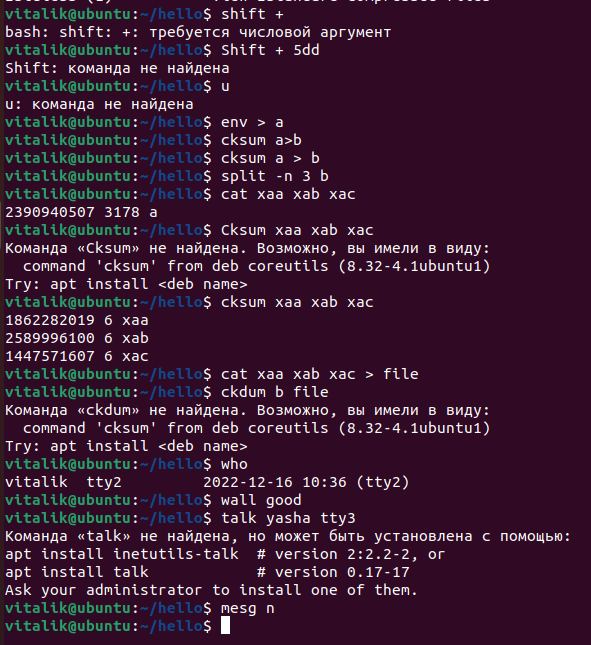 vitalik@ubuntu:~/hello$ shift +
bash: shift: +: требуется числовой аргумент
vitalik@ubuntu:~/hello$ Shift + 5dd
Shift: команда не найдена
vitalik@ubuntu:~/hello$ u
u: команда не найдена
vitalik@ubuntu:~/hello$ env > a
vitalik@ubuntu:~/hello$ cksum a>b
vitalik@ubuntu:~/hello$ cksum a > b
vitalik@ubuntu:~/hello$ split -n 3 b
vitalik@ubuntu:~/hello$ cat xaa xab xac
2390940507 3178 a
vitalik@ubuntu:~/hello$ Cksum xaa xab xac
Команда «Cksum» не найдена. Возможно, вы имели в виду:
  command 'cksum' from deb coreutils (8.32-4.1ubuntu1)
Try: apt install <deb name>
vitalik@ubuntu:~/hello$ cksum xaa xab xac
1862282019 6 xaa
2589996100 6 xab
1447571607 6 xac
vitalik@ubuntu:~/hello$ cat xaa xab xac > file
vitalik@ubuntu:~/hello$ ckdum b file
Команда «ckdum» не найдена. Возможно, вы имели в виду:
  command 'cksum' from deb coreutils (8.32-4.1ubuntu1)
Try: apt install <deb name>
vitalik@ubuntu:~/hello$ who
vitalik  tty2         2022-12-16 10:36 (tty2)
vitalik@ubuntu:~/hello$ wall good
vitalik@ubuntu:~/hello$ talk yasha tty3
Команда «talk» не найдена, но может быть установлена с помощью:
apt install inetutils-talk  # version 2:2.2-2, or
apt install talk            # version 0.17-17
Ask your administrator to install one of them.
vitalik@ubuntu:~/hello$ mesg n
vitalik@ubuntu:~/hello$